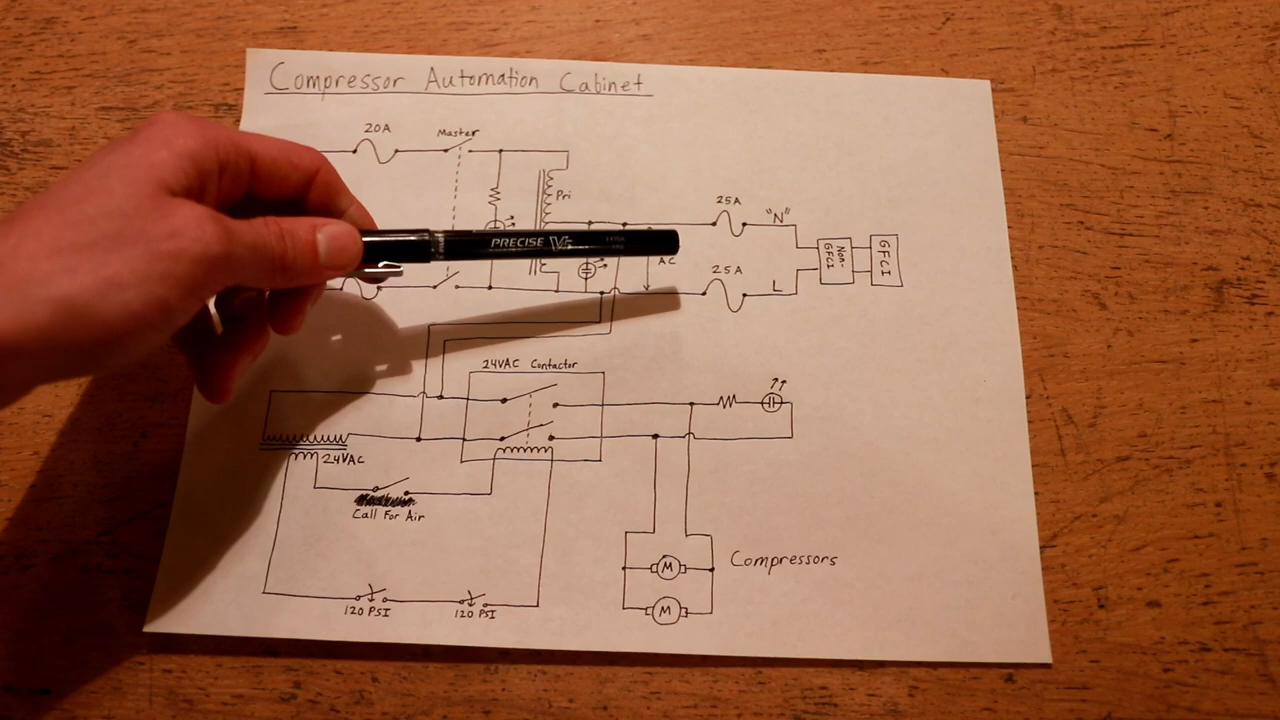 Compressor Automation Cabinet
20A
Master
Pri
25A
"N"
PRECISE V5
AC
25A
L
Non-
GFCI
GFCI
24VAC Contactor
24VAC
Call For Air
120 PSI
120 PSI
M
M
Compressors